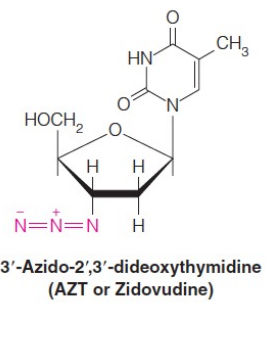 O
CH3
HN
O
N
HOCH2
O
H H
N̄=N⁺=N H
3′-Azido-2′,3′-dideoxythymidine
(AZT or Zidovudine)